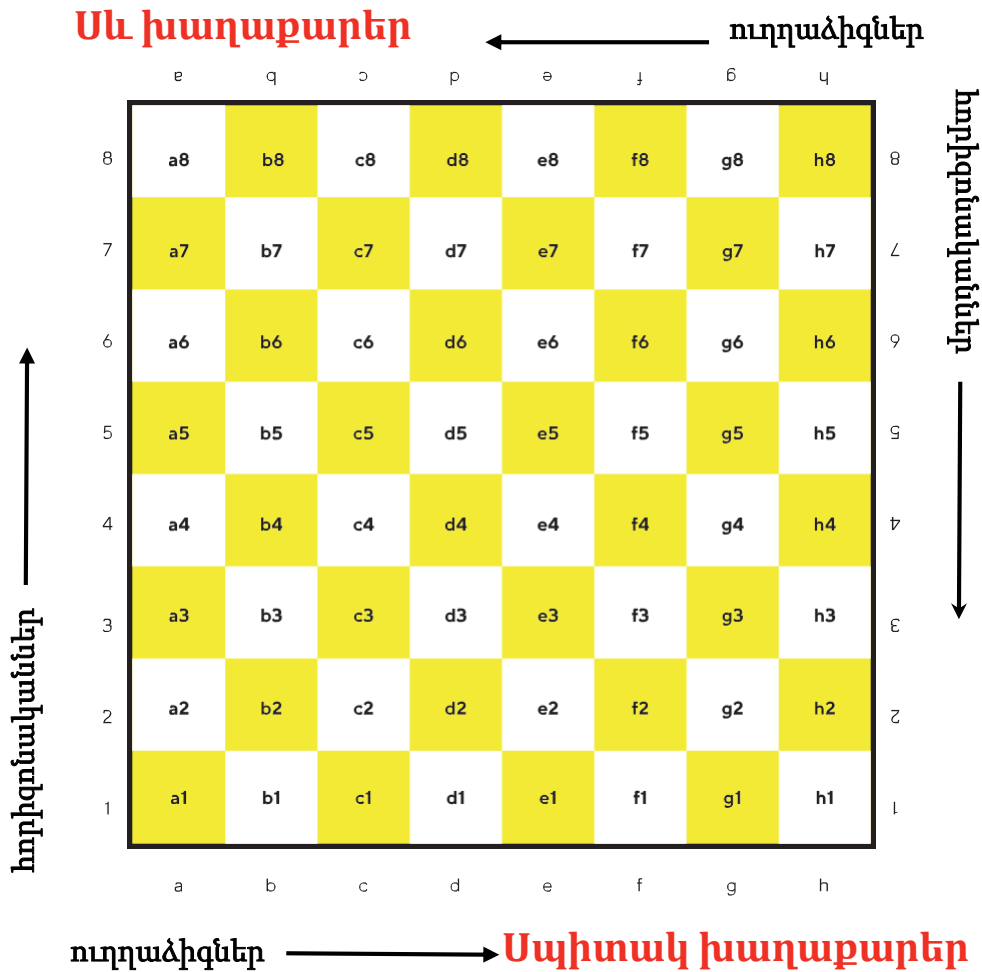 Սև խաղաքարեր
ուղղաձիգներ
a b c d e f g h
հորիզոնականներ
8 a8 b8 c8 d8 e8 f8 g8 h8 8
7 a7 b7 c7 d7 e7 f7 g7 h7 7
6 a6 b6 c6 d6 e6 f6 g6 h6 6
5 a5 b5 c5 d5 e5 f5 g5 h5 5
4 a4 b4 c4 d4 e4 f4 g4 h4 4
3 a3 b3 c3 d3 e3 f3 g3 h3 3
2 a2 b2 c2 d2 e2 f2 g2 h2 2
1 a1 b1 c1 d1 e1 f1 g1 h1 1
հորիզոնականներ
a b c d e f g h
ուղղաձիգներ
Սպիտակ խաղաքարեր